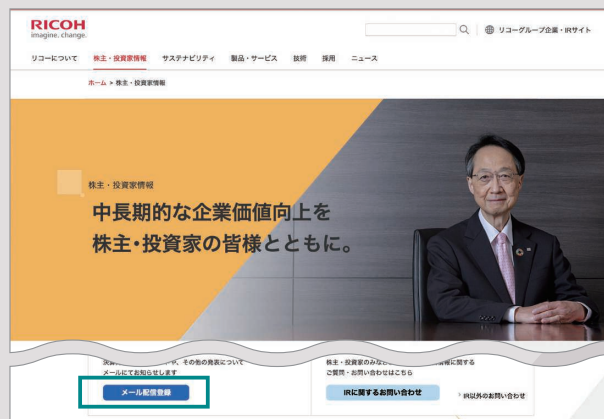 RICOH
imagine. change.
リコーグループ企業・IRサイト
リコーについて 株主・投資家情報 サステナビリティ 製品・サービス 技術 採用 ニュース
ホーム > 株主・投資家情報
株主・投資家情報
中長期的な企業価値向上を
株主・投資家の皆様とともに。
その他の発表について
メールにてお知らせします
メール配信登録
株主・投資家のみな
に関する
ご質問・お問い合わせはこちら
IRに関するお問い合わせ
IR以外のお問い合わせ